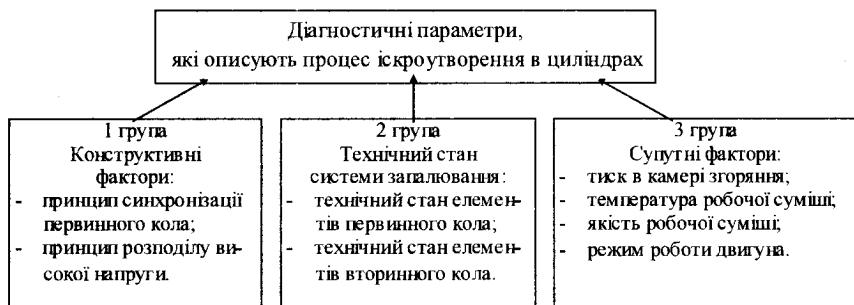 Діагностичні параметри,
які описують процес іскроутворення в циліндрах
1 група
Конструктивні
фактори:
- принцип синхронізації
первинного кола;
- принцип розподілу ви-
сокої напруги.
2 група
Технічний стан
системи запалювання:
- технічний стан елемен-
тів первинного кола;
- технічний стан елемен-
тів вторинного кола.
3 група
Супутні фактори:
- тиск в камері згоряння;
- температура робочої суміші;
- якість робочої суміші;
- режим роботи двигуна.